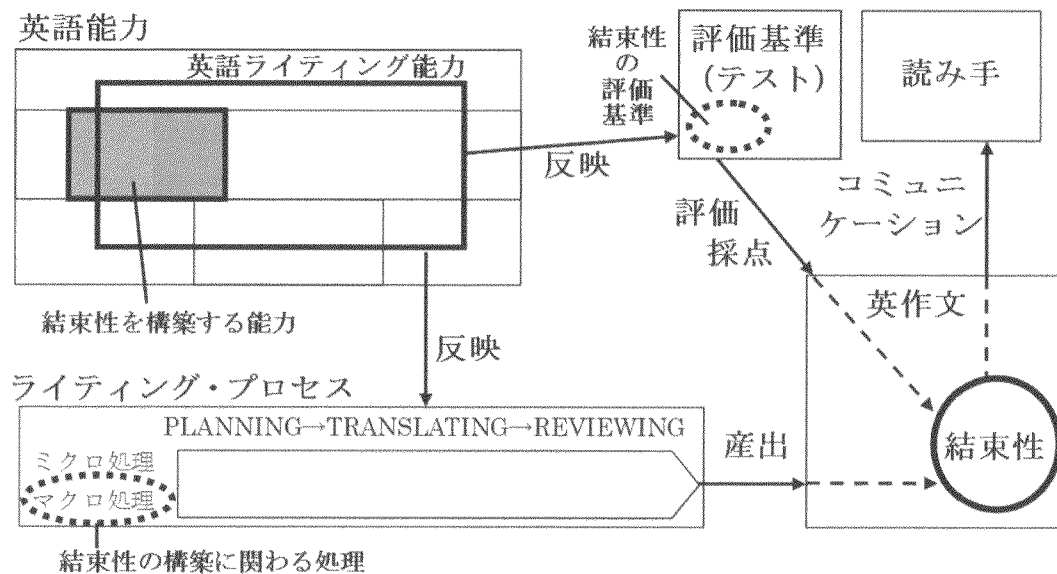 英語能力
英語ライティング能力
結束性を構築する能力
反映
結束性
の
評価
基準
評価基準
(テスト)
読み手
評価
採点
コミュニ
ケーション
反映
ライティング・プロセス
PLANNING→TRANSLATING→REVIEWING
ミクロ処理
マクロ処理
結束性の構築に関わる処理
産出
英作文
結束性